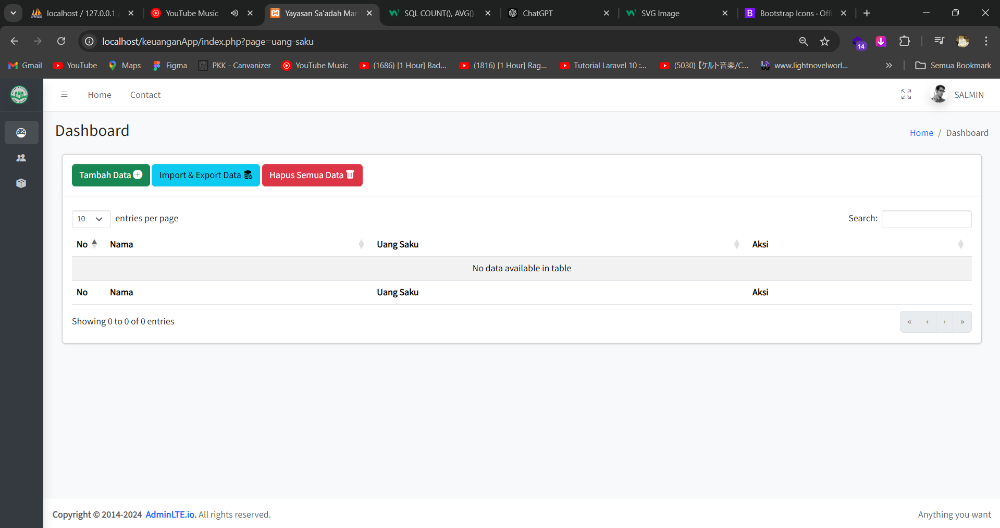 localhost / 127.0.0.1 /
YouTube Music
Yayasan Sa'adah Mar
SQL COUNT(), AVG()
ChatGPT
SVG Image
Bootstrap Icons · Offi
localhost/keuanganApp/index.php?page=uang-saku
14
Gmail
YouTube
Maps
Figma
PKK - Canvanizer
YouTube Music
(1686) [1 Hour] Bad...
(1816) [1 Hour] Rag...
Tutorial Laravel 10 :...
(5030)【ケルト音楽/C...
www.lightnovelworl...
Semua Bookmark
Home
Contact
SALMIN
Dashboard
Home / Dashboard
Tambah Data
Import & Export Data
Hapus Semua Data
10
entries per page
Search:
No Nama Uang Saku Aksi
No data available in table
No Nama Uang Saku Aksi
Showing 0 to 0 of 0 entries
« ‹ › »
Copyright © 2014-2024 AdminLTE.io. All rights reserved.
Anything you want